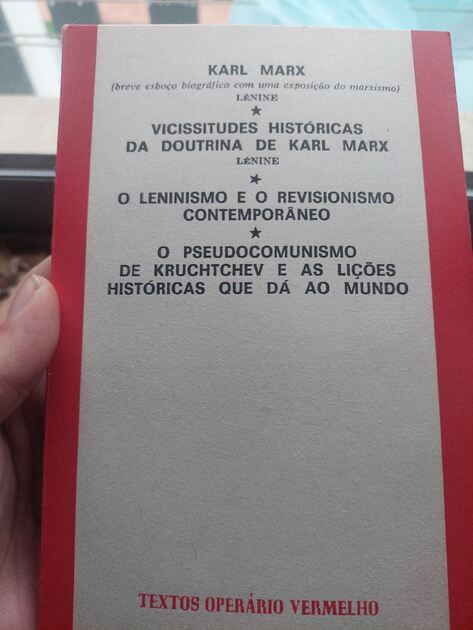 KARL MARX
(breve esboço biográfico com uma exposição do marxismo)
LÉNINE
★
VICISSITUDES HISTÓRICAS
DA DOUTRINA DE KARL MARX
LÉNINE
★
O LENINISMO E O REVISIONISMO
CONTEMPORÂNEO
★
O PSEUDOCOMUNISMO
DE KRUCHTCHEV E AS LIÇÕES
HISTÓRICAS QUE DÁ AO MUNDO
TEXTOS OPERÁRIO VERMELHO